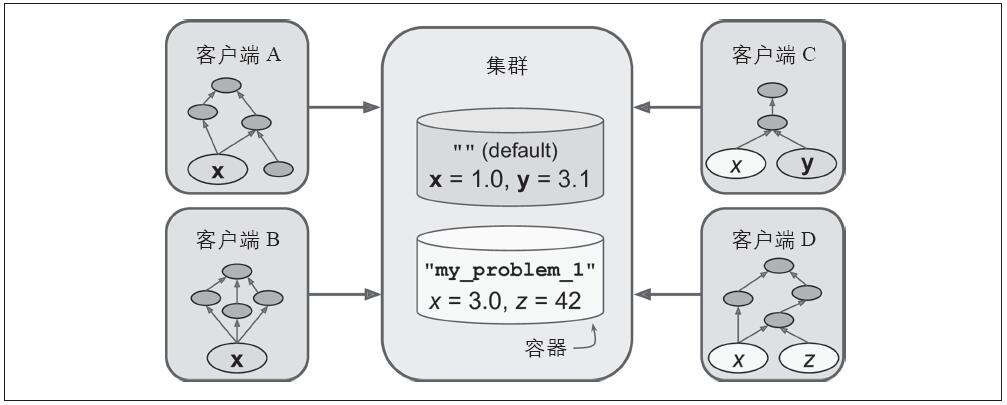 客户端 A
x
客户端 B
x
集群
"" (default)
x = 1.0, y = 3.1
"my_problem_1"
x = 3.0, z = 42
容器
客户端 C
x
y
客户端 D
x
z